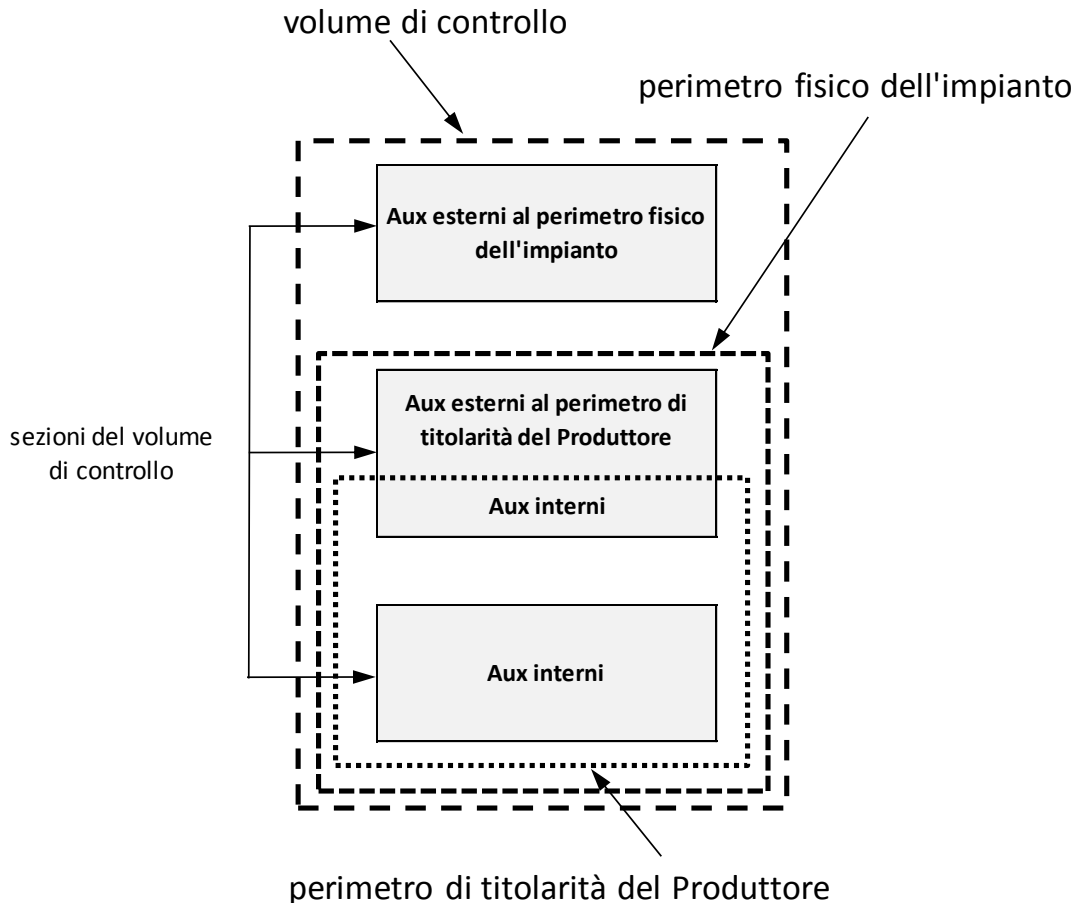 volume di controllo
perimetro fisico dell'impianto
Aux esterni al perimetro fisico
dell'impianto
Aux esterni al perimetro di
titolarità del Produttore
sezioni del volume
di controllo
Aux interni
Aux interni
perimetro di titolarità del Produttore